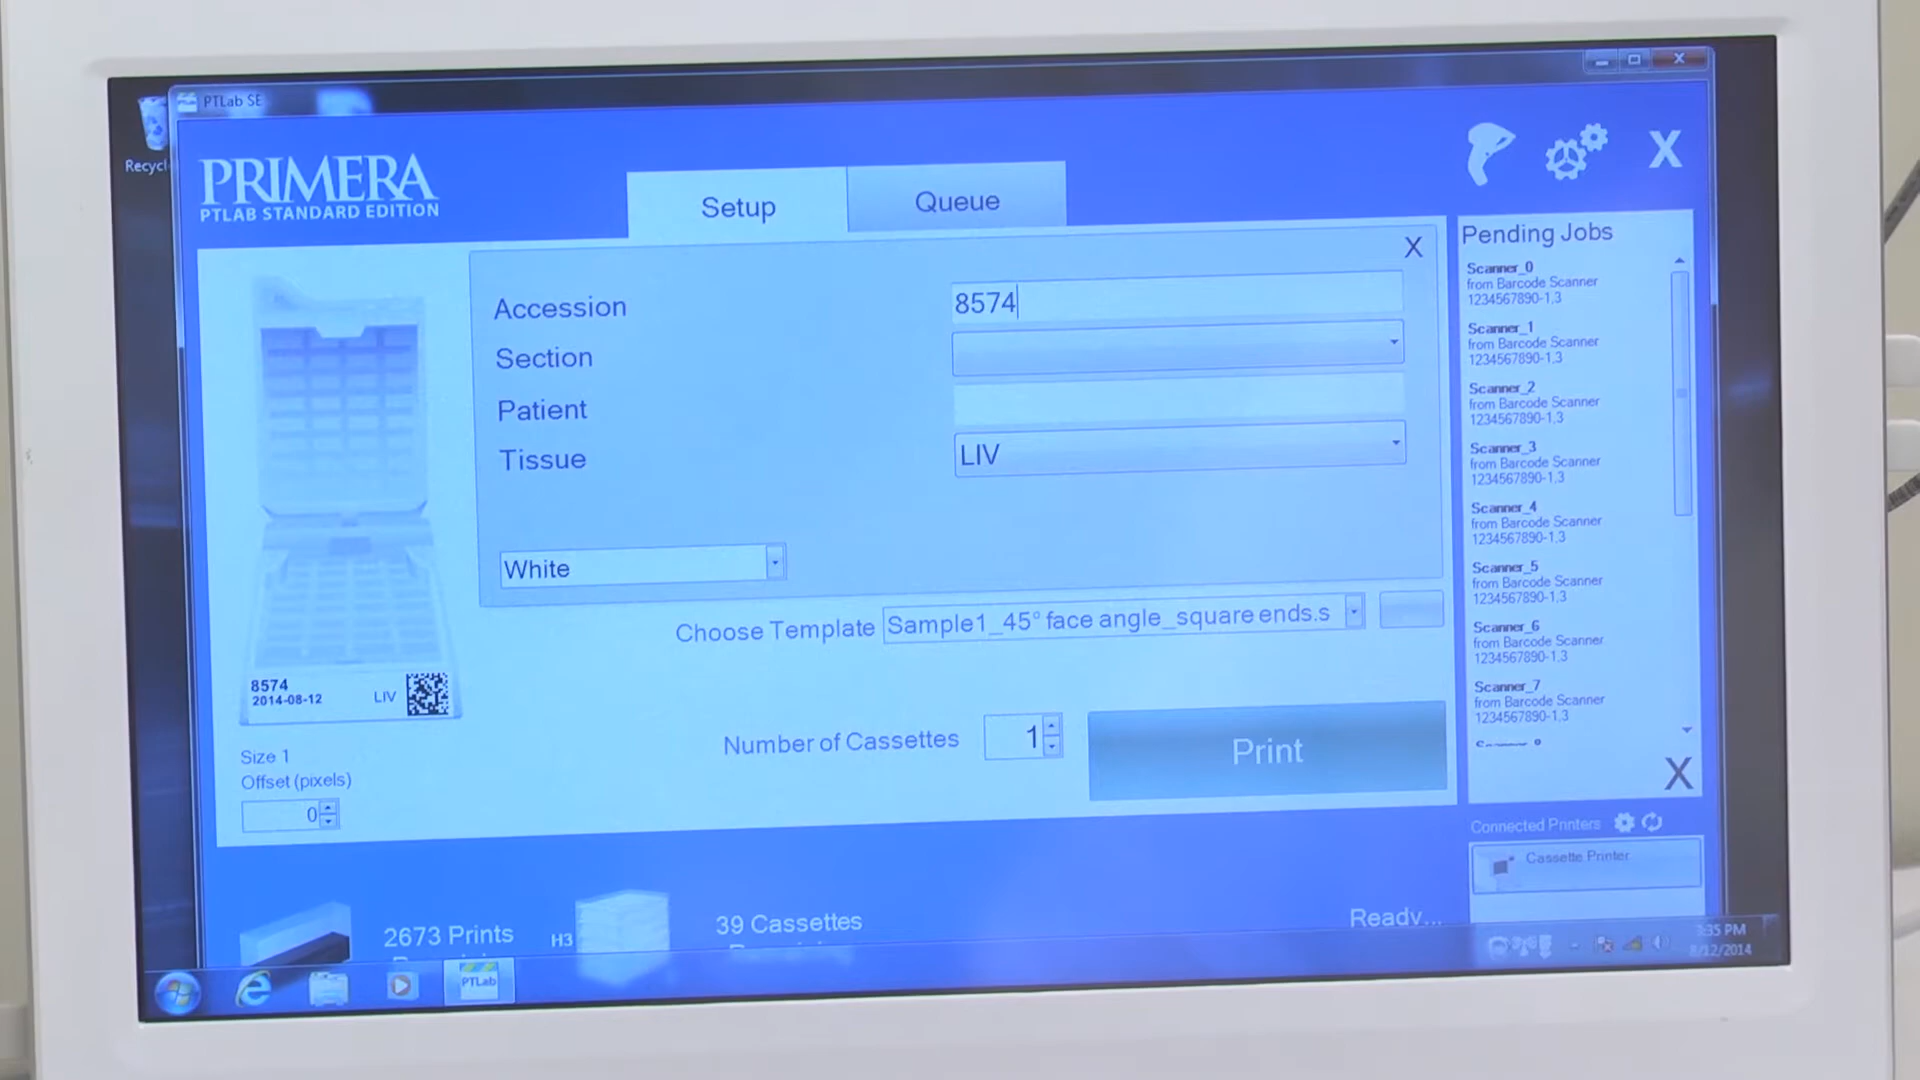 PTLab SE
PRIMERA
PTLAB STANDARD EDITION
Setup
Queue
X
X
Accession
8574
Section
Patient
Tissue
LIV
White
Choose Template
Sample1_45° face angle_square ends.s
8574
2014-08-12
LIV
Size 1
Offset (pixels)
0
Number of Cassettes
1
Print
Pending Jobs
Scanner_0
from Barcode Scanner
1234567890-1,3
Scanner_1
from Barcode Scanner
1234567890-1,3
Scanner_2
from Barcode Scanner
1234567890-1,3
Scanner_3
from Barcode Scanner
1234567890-1,3
Scanner_4
from Barcode Scanner
1234567890-1,3
Scanner_5
from Barcode Scanner
1234567890-1,3
Scanner_6
from Barcode Scanner
1234567890-1,3
Scanner_7
from Barcode Scanner
1234567890-1,3
X
Connected Printers
Cassette Printer
2673 Prints
H3
39 Cassettes
Ready...
PTLab
8/12/2014